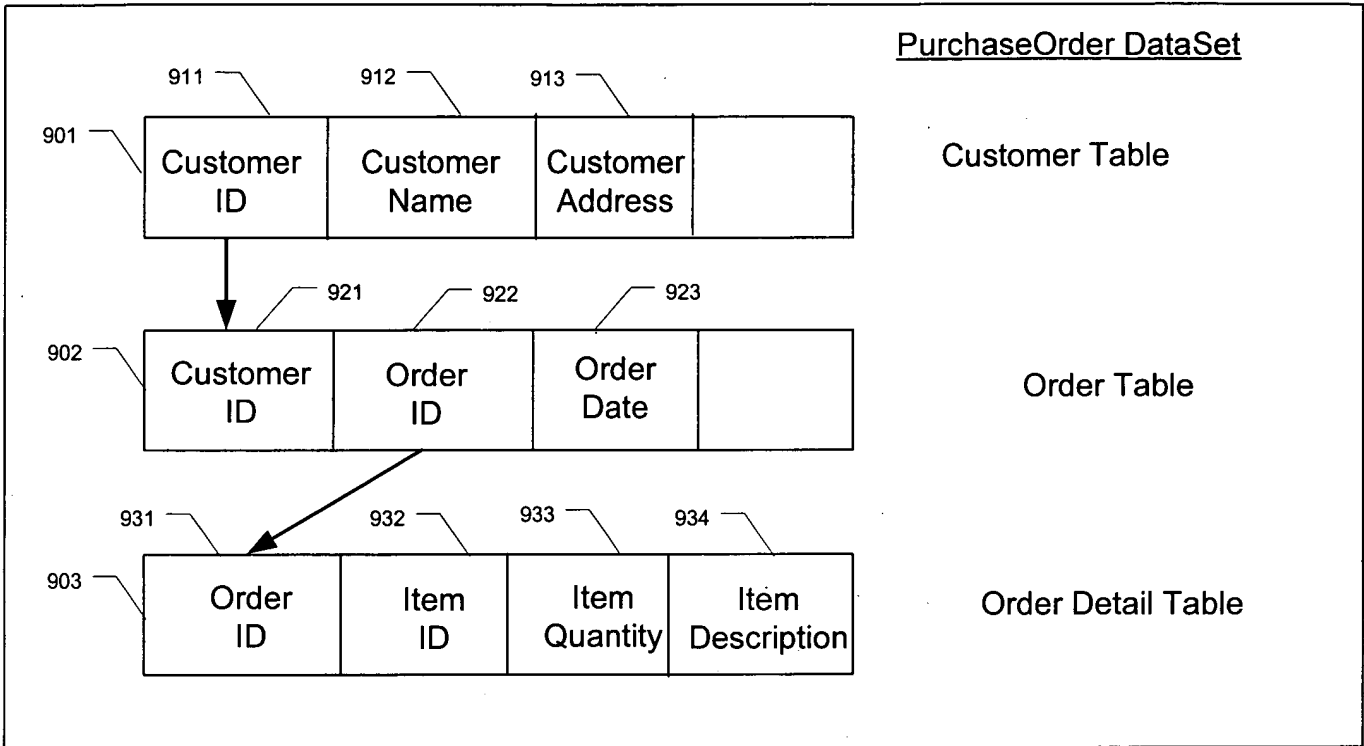 PurchaseOrder DataSet
911
912
913
901
Customer
ID
Customer
Name
Customer
Address
Customer Table
921
922
923
902
Customer
ID
Order
ID
Order
Date
Order Table
931
932
933
934
903
Order
ID
Item
ID
Item
Quantity
Item
Description
Order Detail Table